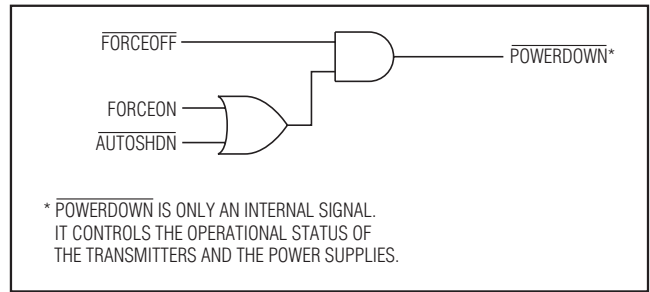 FORCEOFF
POWERDOWN*
FORCEON
AUTOSHDN
* POWERDOWN IS ONLY AN INTERNAL SIGNAL.
IT CONTROLS THE OPERATIONAL STATUS OF
THE TRANSMITTERS AND THE POWER SUPPLIES.